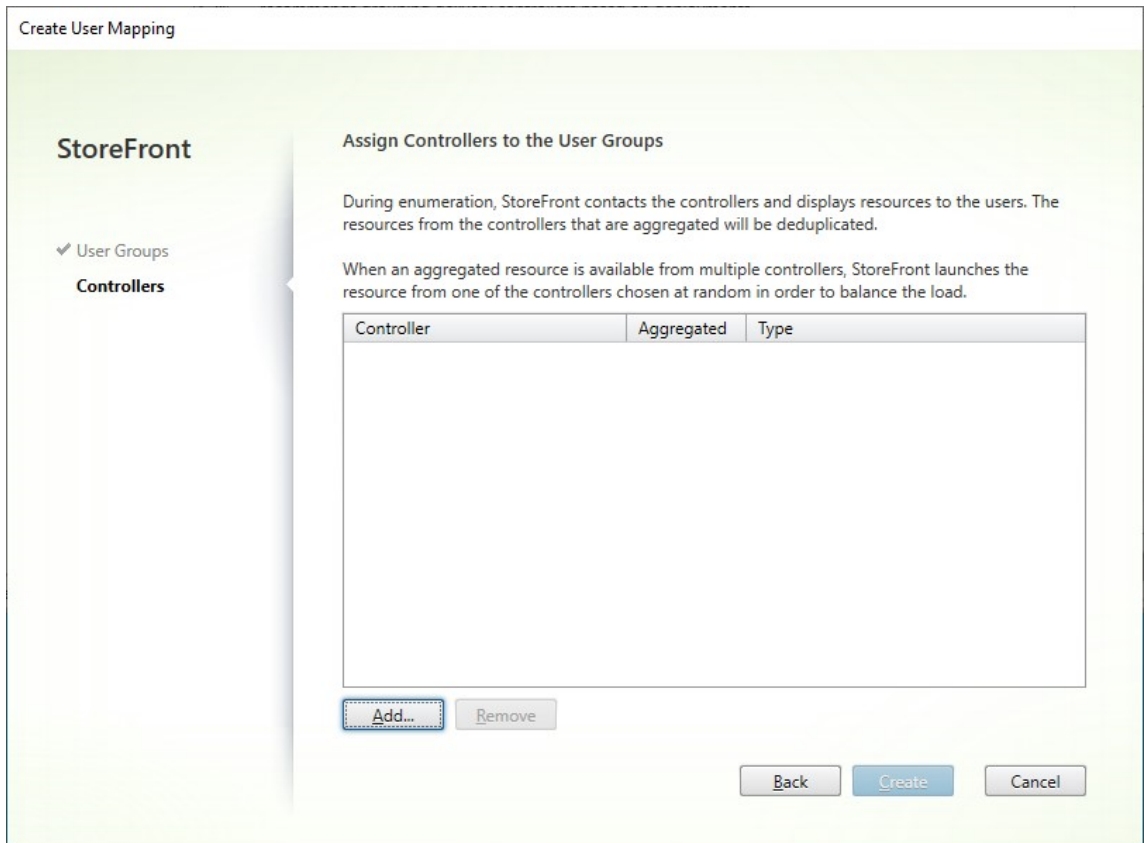 Create User Mapping
StoreFront
Assign Controllers to the User Groups
During enumeration, StoreFront contacts the controllers and displays resources to the users. The
resources from the controllers that are aggregated will be deduplicated.
User Groups
Controllers
When an aggregated resource is available from multiple controllers, StoreFront launches the
resource from one of the controllers chosen at random in order to balance the load.
Controller Aggregated Type
Add... Remove
Back Create Cancel